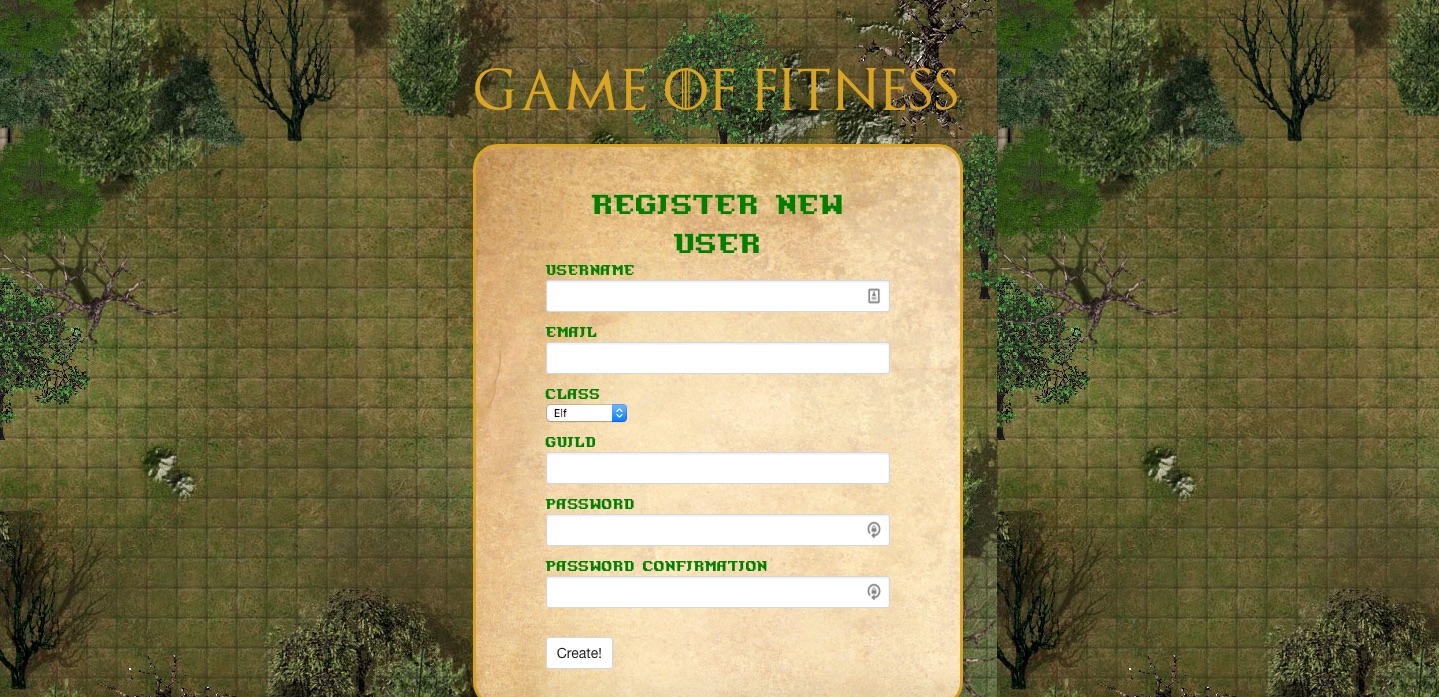 GAME OF FITNESS
REGISTER NEW
USER
USERNAME
EMAIL
CLASS
Elf
GUILD
PASSWORD
PASSWORD CONFIRMATION
Create!